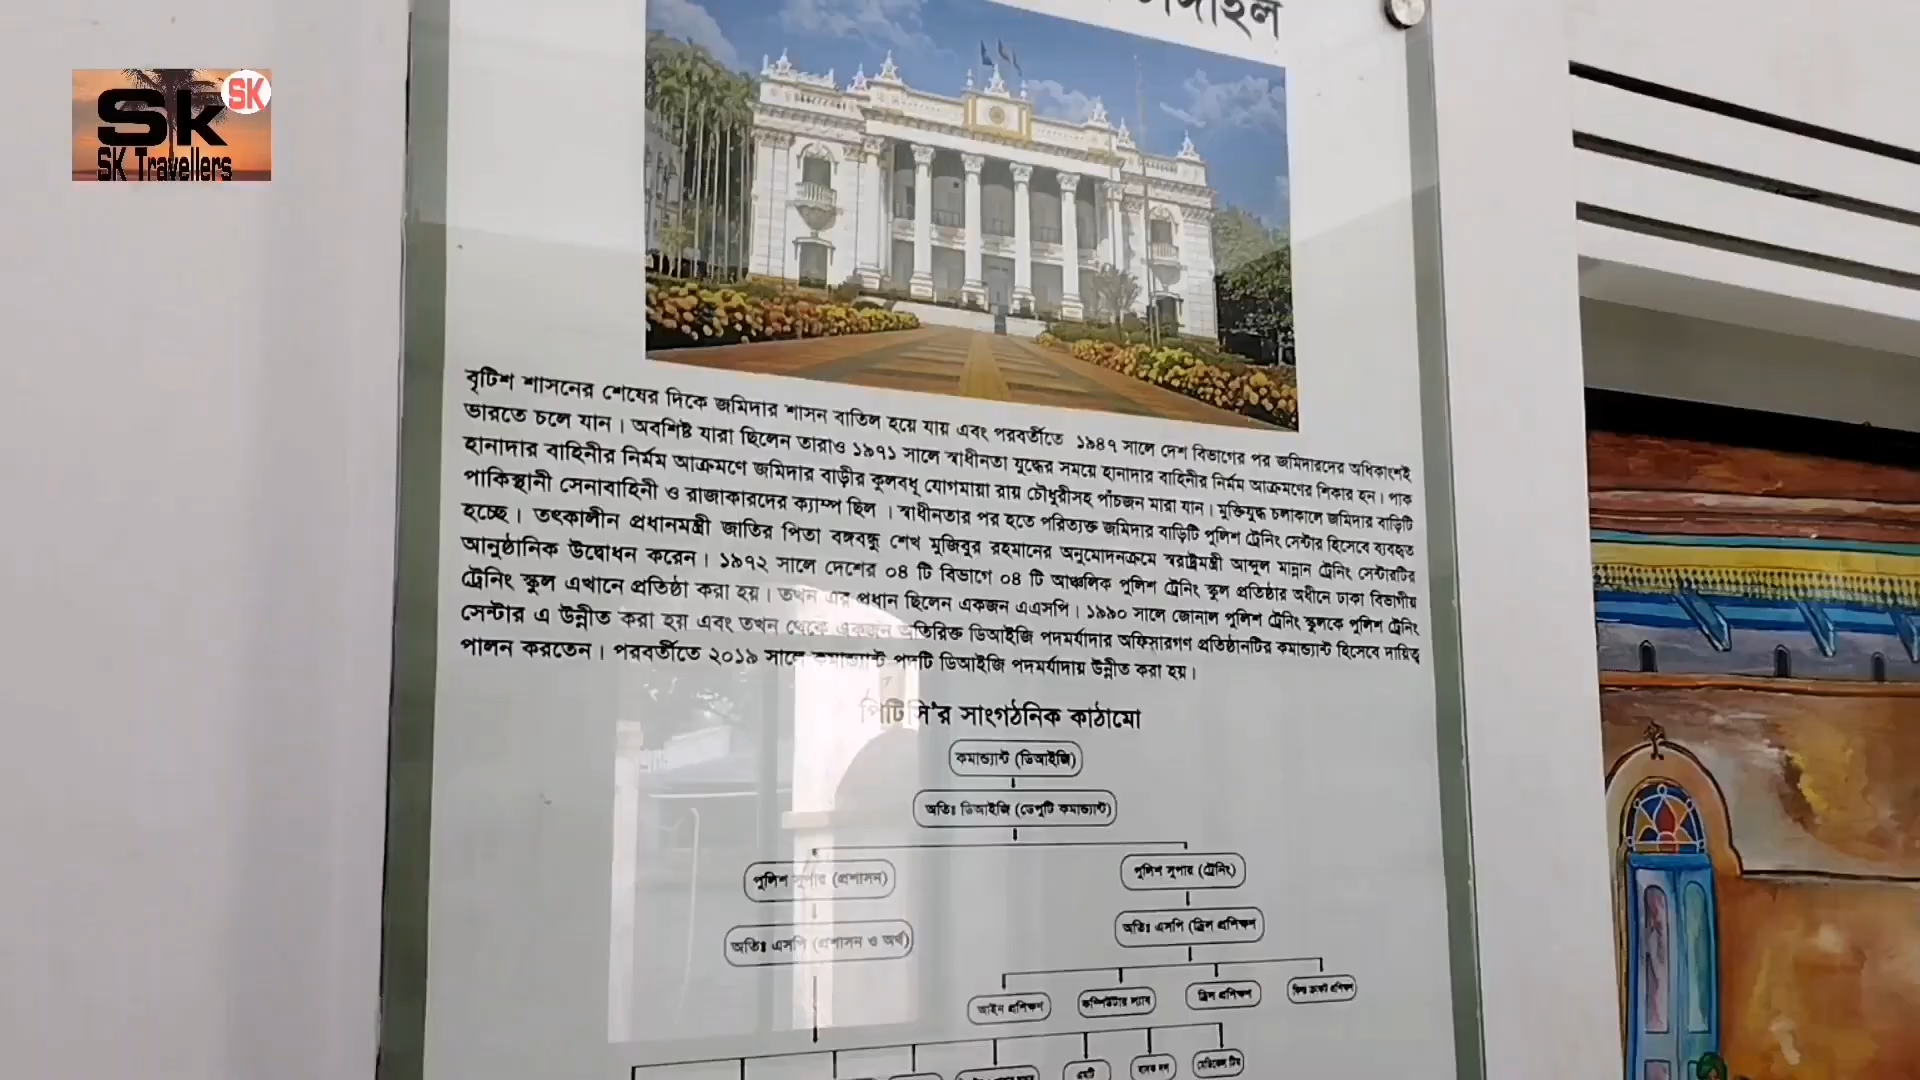 SK
Sk
SK Travellers
টাঙ্গাইল
বৃটিশ শাসনের শেষের দিকে জমিদার শাসন বাতিল হয়ে যায় এবং পরবর্তীতে ১৯৪৭ সালে দেশ বিভাগের পর জমিদারদের অধিকাংশই
ভারতে চলে যান। অবশিষ্ট যারা ছিলেন তারাও ১৯৭১ সালে স্বাধীনতা যুদ্ধের সময়ে হানাদার বাহিনীর নির্মম আক্রমণের শিকার হন। পাক
হানাদার বাহিনীর নির্মম আক্রমণে জমিদার বাড়ীর কুলবধূ যোগমায়া রায় চৌধুরীসহ পাঁচজন মারা যান। মুক্তিযুদ্ধ চলাকালে জমিদার বাড়িটি
পাকিস্থানী সেনাবাহিনী ও রাজাকারদের ক্যাম্প ছিল । স্বাধীনতার পর হতে পরিত্যক্ত জমিদার বাড়িটি পুলিশ ট্রেনিং সেন্টার হিসেবে ব্যবহৃত
হচ্ছে। তৎকালীন প্রধানমন্ত্রী জাতির পিতা বঙ্গবন্ধু শেখ মুজিবুর রহমানের অনুমোদনক্রমে স্বরাষ্ট্রমন্ত্রী আব্দুল মান্নান ট্রেনিং সেন্টারটির
আনুষ্ঠানিক উদ্বোধন করেন। ১৯৭২ সালে দেশের ০৪ টি বিভাগে ০৪ টি আঞ্চলিক পুলিশ ট্রেনিং স্কুল প্রতিষ্ঠার অধীনে ঢাকা বিভাগীয়
ট্রেনিং স্কুল এখানে প্রতিষ্ঠা করা হয়। তখন এর প্রধান ছিলেন একজন এএসপি। ১৯৯০ সালে জোনাল পুলিশ ট্রেনিং স্কুলকে পুলিশ ট্রেনিং
সেন্টার এ উন্নীত করা হয় এবং তখন থেকে একজন অতিরিক্ত ডিআইজি পদমর্যাদার অফিসারগণ প্রতিষ্ঠানটির কমান্ড্যান্ট হিসেবে দায়িত্ব
পালন করতেন। পরবর্তীতে ২০১৯ সালে কমান্ড্যান্ট পদটি ডিআইজি পদমর্যাদায় উন্নীত করা হয়।
পিটিসি'র সাংগঠনিক কাঠামো
কমান্ড্যান্ট (ডিআইজি)
অতিঃ ডিআইজি (ডেপুটি কমান্ড্যান্ট)
পুলিশ সুপার (প্রশাসন) পুলিশ সুপার (ট্রেনিং)
অতিঃ এসপি (প্রশাসন ও অর্থ) অতিঃ এসপি (ড্রিল প্রশিক্ষণ
আইন প্রশিক্ষণ কম্পিউটার ল্যাব ড্রিল প্রশিক্ষণ